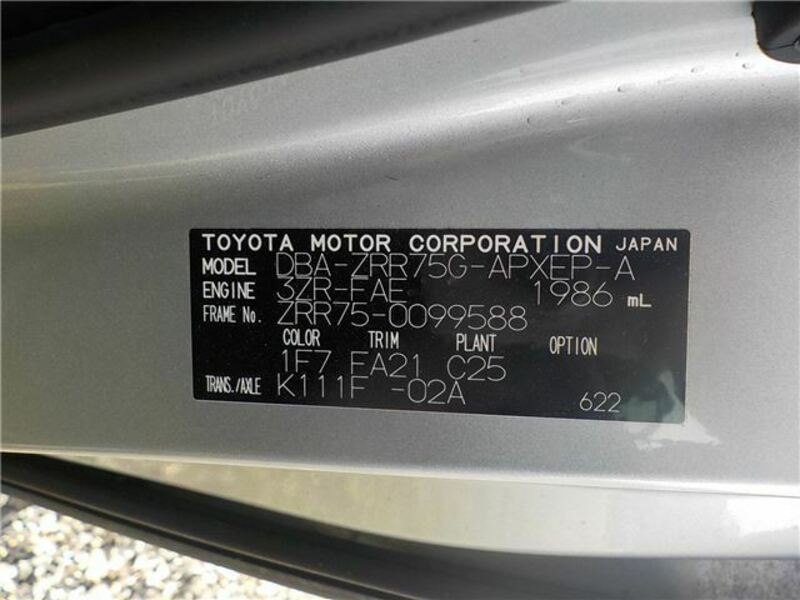 TOYOTA MOTOR CORPORATION JAPAN
MODEL DBA-ZRR75G-APXEP-A
ENGINE 3ZR-FAE 1986 mL
FRAME No. ZRR75-0099588
COLOR TRIM PLANT OPTION
1F7 EA21 C25
TRANS./AXLE K111F -02A
622